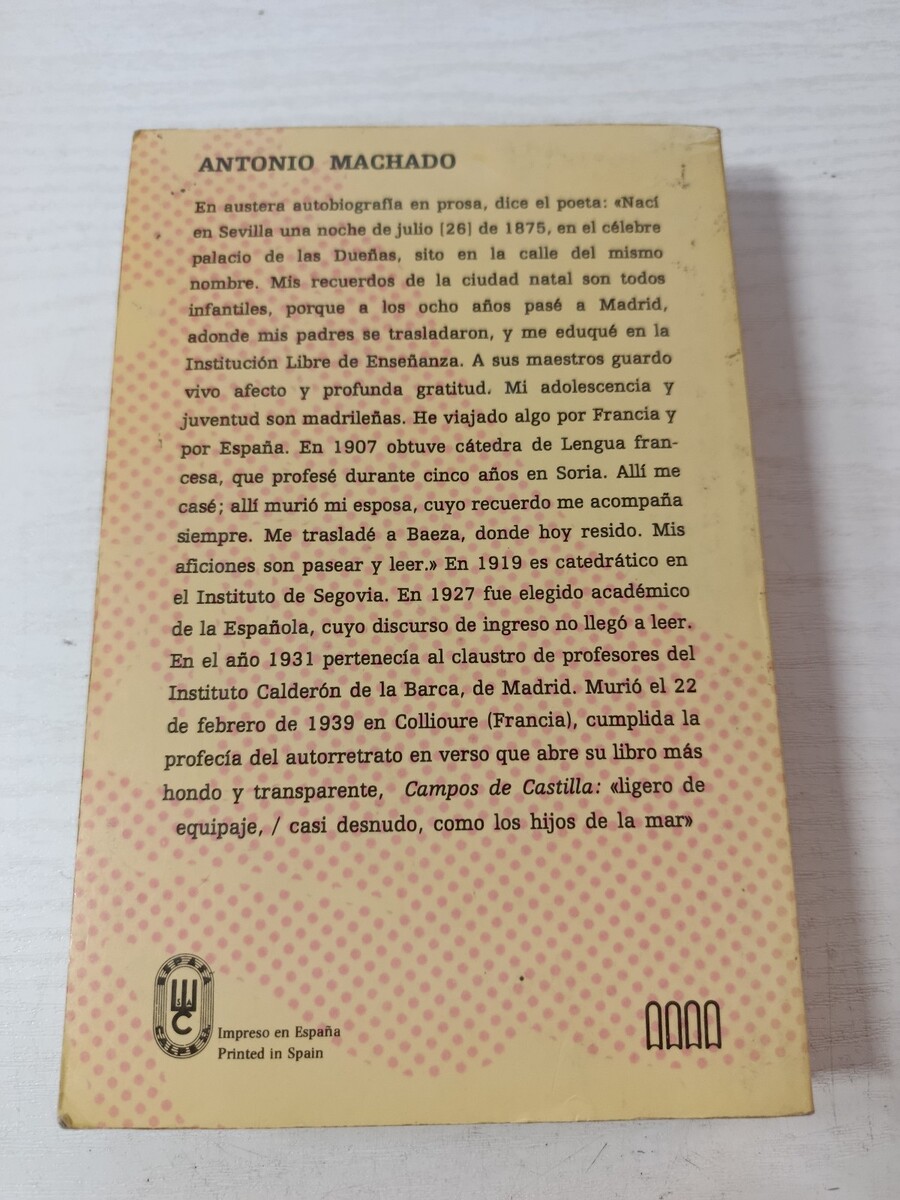 ANTONIO MACHADO
En austera autobiografía en prosa, dice el poeta: «Nací
en Sevilla una noche de julio [26] de 1875, en el célebre
palacio de las Dueñas, sito en la calle del mismo
nombre. Mis recuerdos de la ciudad natal son todos
infantiles, porque a los ocho años pasé a Madrid,
adonde mis padres se trasladaron, y me eduqué en la
Institución Libre de Enseñanza. A sus maestros guardo
vivo afecto y profunda gratitud. Mi adolescencia y
juventud son madrileñas. He viajado algo por Francia y
por España. En 1907 obtuve cátedra de Lengua fran-
cesa, que profesé durante cinco años en Soria. Allí me
casé; allí murió mi esposa, cuyo recuerdo me acompaña
siempre. Me trasladé a Baeza, donde hoy resido. Mis
aficiones son pasear y leer.» En 1919 es catedrático en
el Instituto de Segovia. En 1927 fue elegido académico
de la Española, cuyo discurso de ingreso no llegó a leer.
En el año 1931 pertenecía al claustro de profesores del
Instituto Calderón de la Barca, de Madrid. Murió el 22
de febrero de 1939 en Collioure (Francia), cumplida la
profecía del autorretrato en verso que abre su libro más
hondo y transparente, Campos de Castilla: «ligero de
equipaje, / casi desnudo, como los hijos de la mar»
ESPASA
S A
CALPE
Impreso en España
Printed in Spain